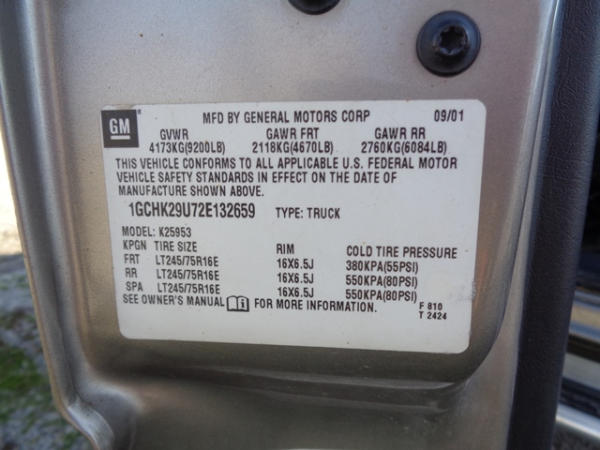 GM
MFD BY GENERAL MOTORS CORP 09/01
GVWR GAWR FRT GAWR RR
4173KG(9200LB) 2118KG(4670LB) 2760KG(6084LB)
THIS VEHICLE CONFORMS TO ALL APPLICABLE U.S. FEDERAL MOTOR
VEHICLE SAFETY STANDARDS IN EFFECT ON THE DATE OF
MANUFACTURE SHOWN ABOVE.
1GCHK29U72E132659 TYPE: TRUCK
MODEL: K25953
KPGN TIRE SIZE RIM COLD TIRE PRESSURE
FRT LT245/75R16E 16X6.5J 380KPA(55PSI)
RR LT245/75R16E 16X6.5J 550KPA(80PSI)
SPA LT245/75R16E 16X6.5J 550KPA(80PSI)
SEE OWNER'S MANUAL FOR MORE INFORMATION.
F 810
T 2424